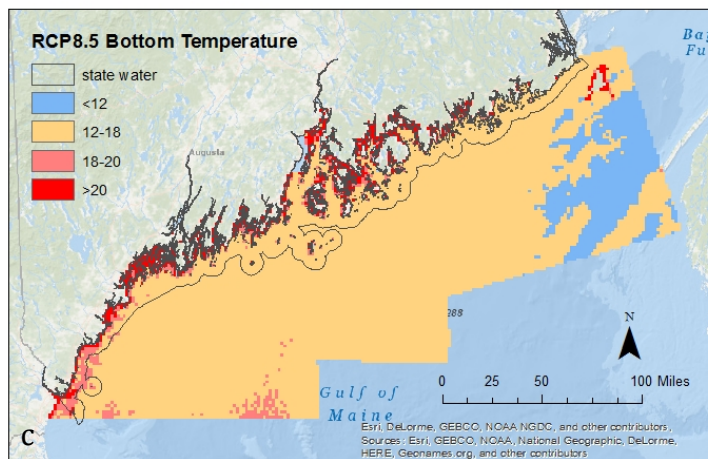 RCP8.5 Bottom Temperature
state water
<12
12-18
18-20
>20
Augusta
Ba
Fu
288
N
0 25 50 100 Miles
Gulf of
Maine
C
Esri, DeLorme, GEBCO, NOAA NGDC, and other contributors,
Sources: Esri, GEBCO, NOAA, National Geographic, DeLorme,
HERE, Geonames.org, and other contributors